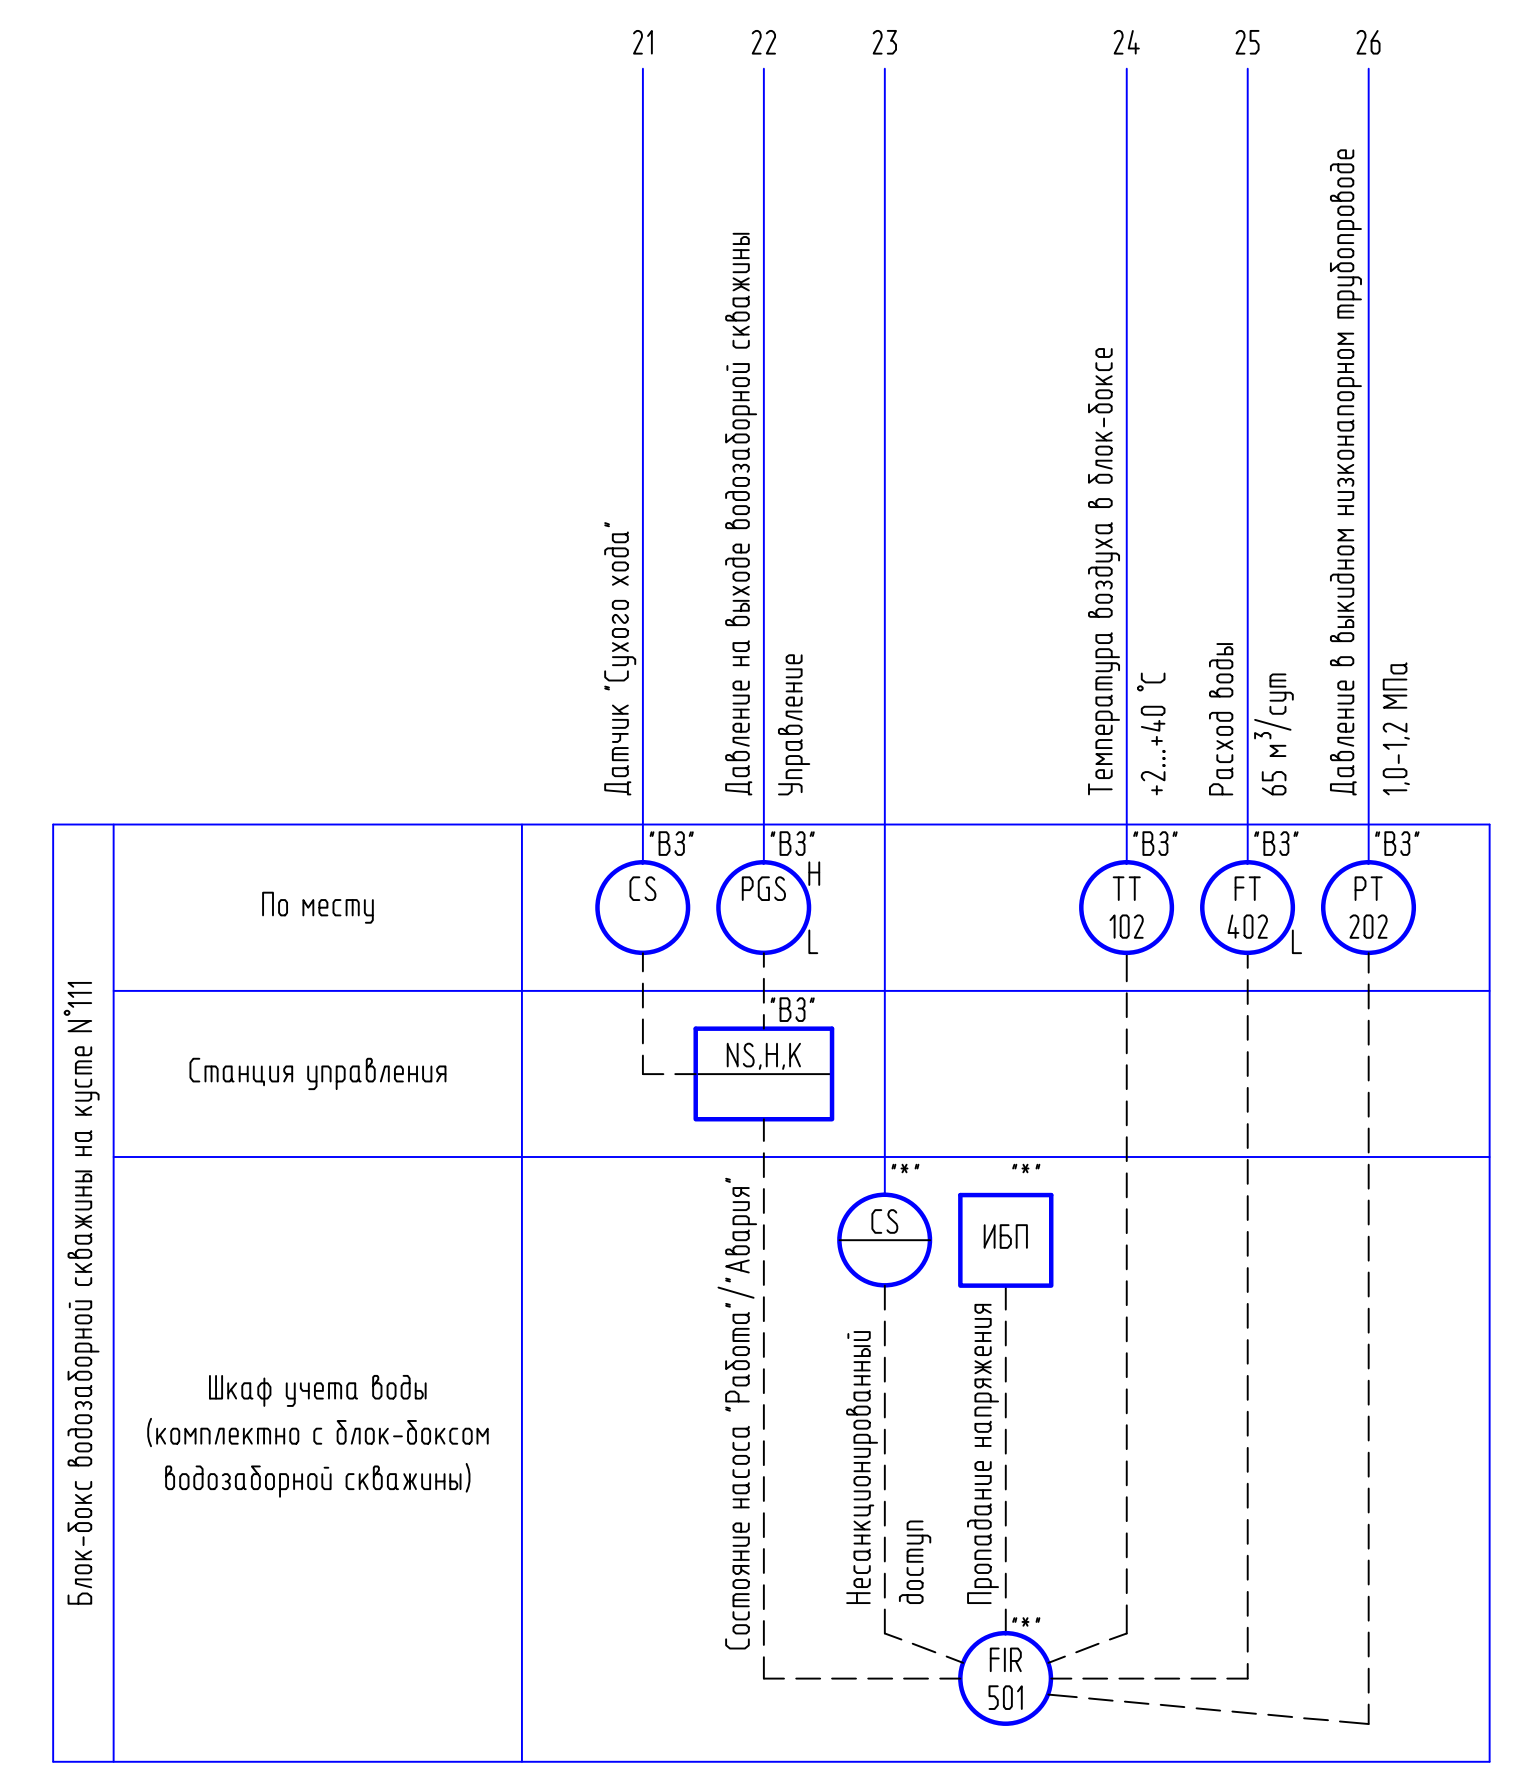 21
22
23
24
25
26
Датчик "Сухого хода"
Давление на выходе водозаборной скважины
Управление
Температура воздуха в блок-боксе
+2...+40 °С
Расход воды
65 м³/сут
Давление в выкидном низконапорном трубопроводе
1,0-1,2 МПа
Блок-бокс водозаборной скважины на кусте N°111
По месту
"В3"
CS
"В3"
PGS
H
L
"В3"
TT
102
"В3"
FT
402
L
"В3"
PT
202
Станция управления
"В3"
NS,H,K
Шкаф учета воды
(комплектно с блок-боксом
водозаборной скважины)
Состояние насоса "Работа"/"Авария"
"*"
CS
"*"
ИБП
Несанкционированный
доступ
Пропадание напряжения
"*"
FIR
501